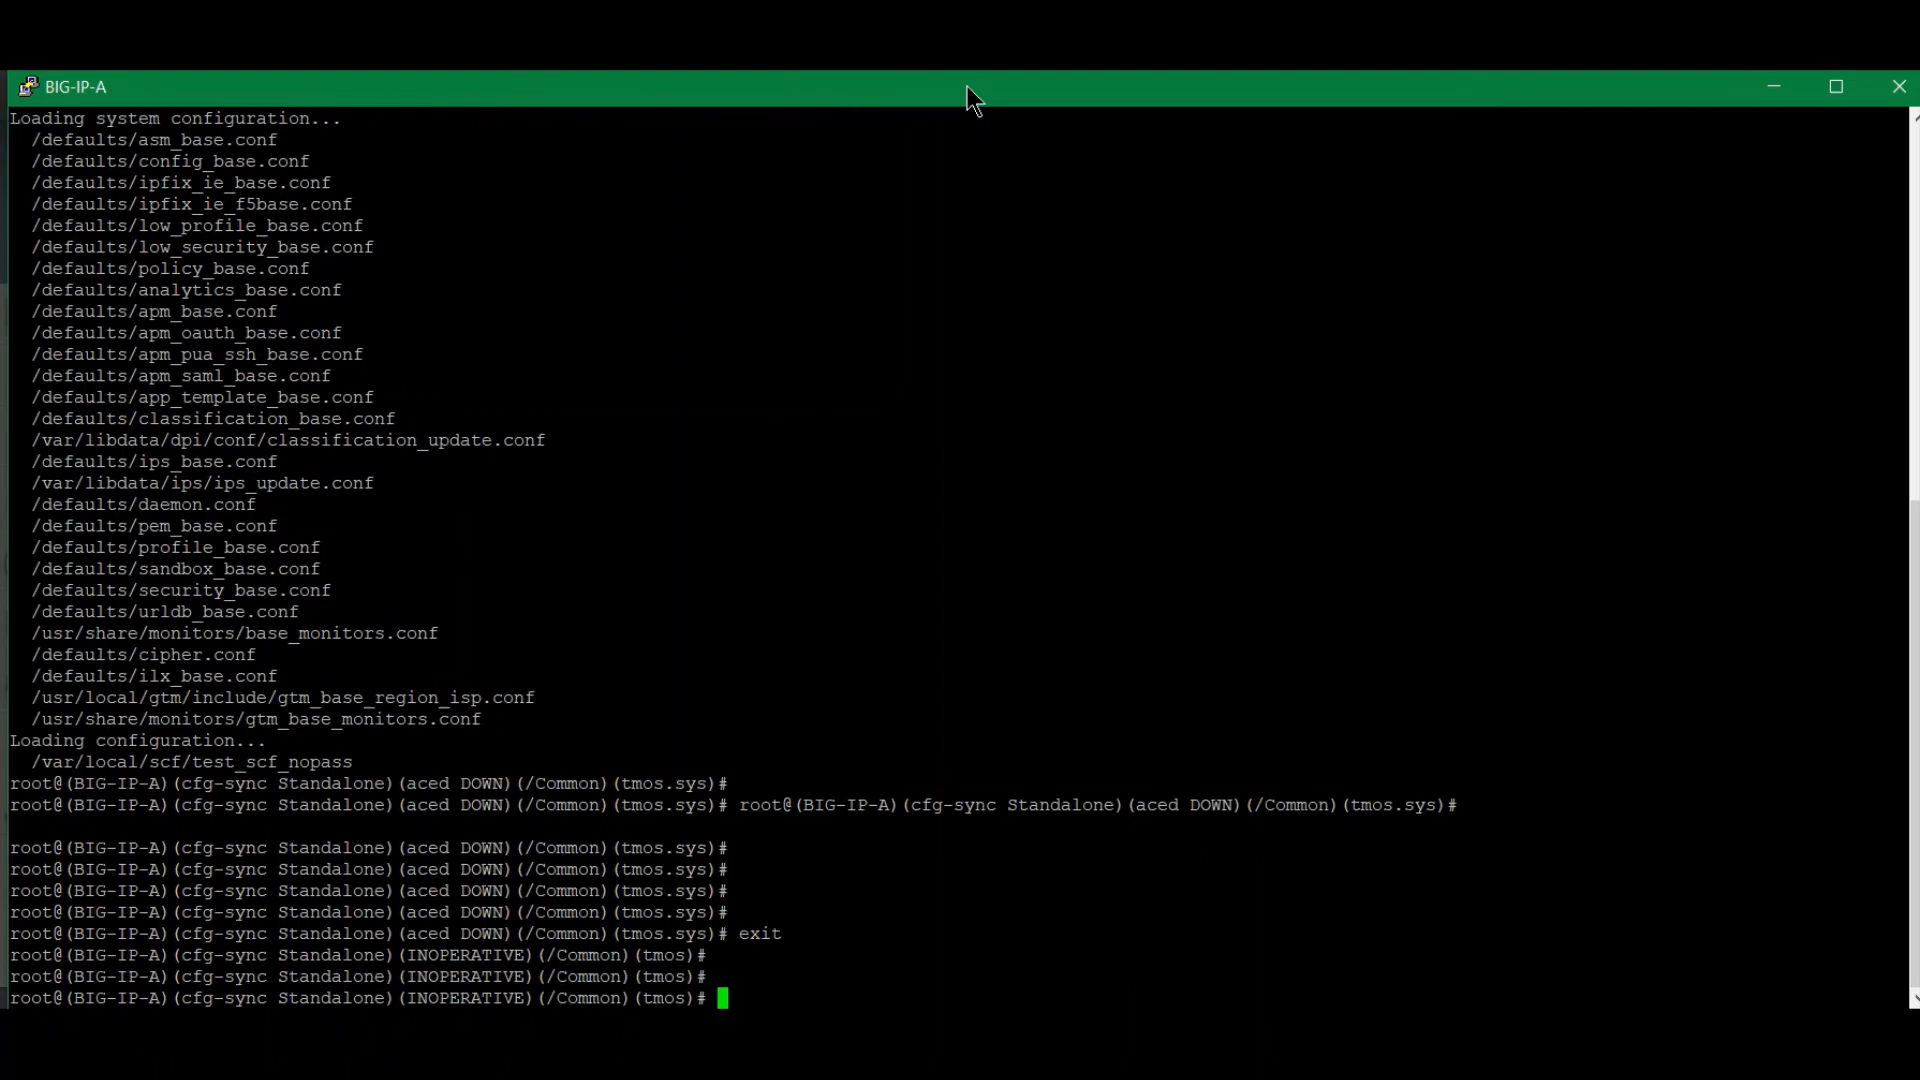 BIG-IP-A
Loading system configuration...
/defaults/asm_base.conf
/defaults/config_base.conf
/defaults/ipfix_ie_base.conf
/defaults/ipfix_ie_f5base.conf
/defaults/low_profile_base.conf
/defaults/low_security_base.conf
/defaults/policy_base.conf
/defaults/analytics_base.conf
/defaults/apm_base.conf
/defaults/apm_oauth_base.conf
/defaults/apm_pua_ssh_base.conf
/defaults/apm_saml_base.conf
/defaults/app_template_base.conf
/defaults/classification_base.conf
/var/libdata/dpi/conf/classification_update.conf
/defaults/ips_base.conf
/var/libdata/ips/ips_update.conf
/defaults/daemon.conf
/defaults/pem_base.conf
/defaults/profile_base.conf
/defaults/sandbox_base.conf
/defaults/security_base.conf
/defaults/urldb_base.conf
/usr/share/monitors/base_monitors.conf
/defaults/cipher.conf
/defaults/ilx_base.conf
/usr/local/gtm/include/gtm_base_region_isp.conf
/usr/share/monitors/gtm_base_monitors.conf
Loading configuration...
/var/local/scf/test_scf_nopass
root@(BIG-IP-A)(cfg-sync Standalone)(aced DOWN)(/Common)(tmos.sys)#
root@(BIG-IP-A)(cfg-sync Standalone)(aced DOWN)(/Common)(tmos.sys)# root@(BIG-IP-A)(cfg-sync Standalone)(aced DOWN)(/Common)(tmos.sys)#
root@(BIG-IP-A)(cfg-sync Standalone)(aced DOWN)(/Common)(tmos.sys)#
root@(BIG-IP-A)(cfg-sync Standalone)(aced DOWN)(/Common)(tmos.sys)#
root@(BIG-IP-A)(cfg-sync Standalone)(aced DOWN)(/Common)(tmos.sys)#
root@(BIG-IP-A)(cfg-sync Standalone)(aced DOWN)(/Common)(tmos.sys)#
root@(BIG-IP-A)(cfg-sync Standalone)(aced DOWN)(/Common)(tmos.sys)# exit
root@(BIG-IP-A)(cfg-sync Standalone)(INOPERATIVE)(/Common)(tmos)#
root@(BIG-IP-A)(cfg-sync Standalone)(INOPERATIVE)(/Common)(tmos)#
root@(BIG-IP-A)(cfg-sync Standalone)(INOPERATIVE)(/Common)(tmos)#